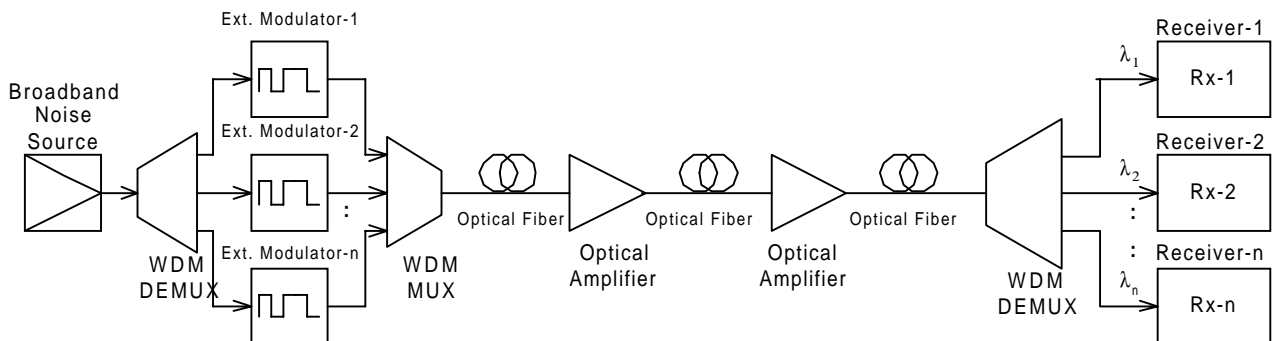 Broadband
Noise
Source
WDM
DEMUX
Ext. Modulator-1
Ext. Modulator-2
:
Ext. Modulator-n
WDM
MUX
Optical Fiber
Optical
Amplifier
Optical Fiber
Optical
Amplifier
Optical Fiber
WDM
DEMUX
λ1
Receiver-1
Rx-1
λ2
Receiver-2
Rx-2
:
:
λn
Receiver-n
Rx-n